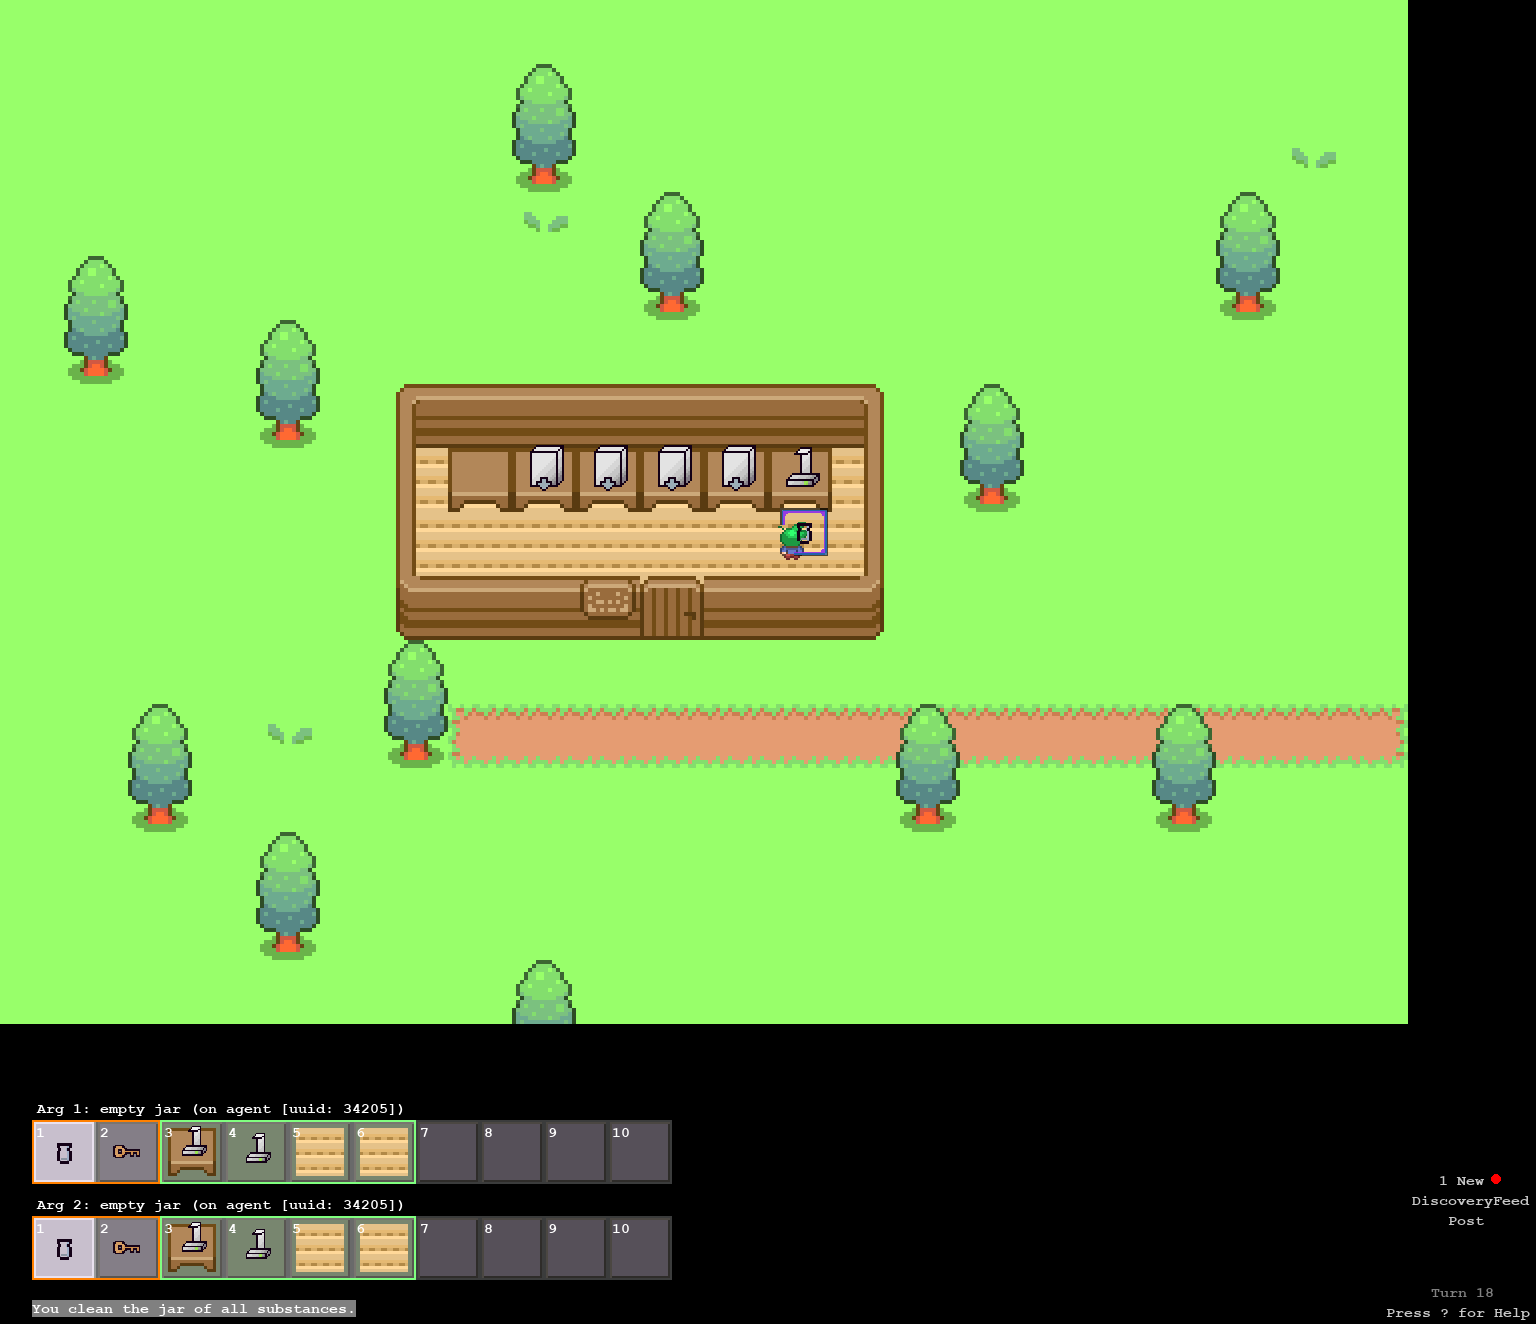 Arg 1: empty jar (on agent [uuid: 34205])
1 2 3 4 5 6 7 8 9 10
Arg 2: empty jar (on agent [uuid: 34205])
1 2 3 4 5 6 7 8 9 10
You clean the jar of all substances.
1 New
DiscoveryFeed
Post
Turn 18
Press ? for Help